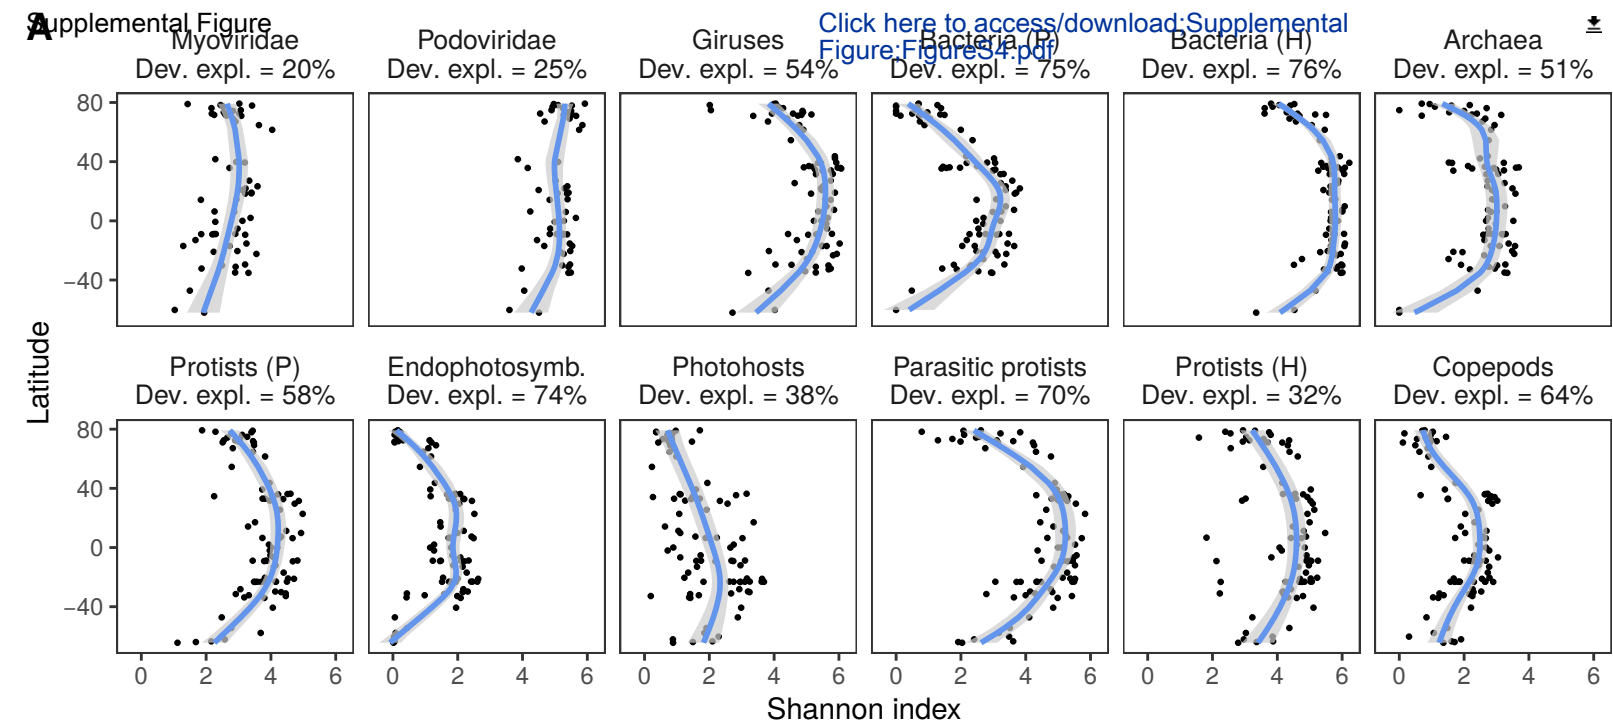 Supplemental Figure
Click here to access/download;Supplemental
Figure;FigureS4.pdf
A
Myoviridae
Dev. expl. = 20%
Podoviridae
Dev. expl. = 25%
Giruses
Dev. expl. = 54%
Bacteria (P)
Dev. expl. = 75%
Bacteria (H)
Dev. expl. = 76%
Archaea
Dev. expl. = 51%
80
40
0
−40
Latitude
Protists (P)
Dev. expl. = 58%
Endophotosymb.
Dev. expl. = 74%
Photohosts
Dev. expl. = 38%
Parasitic protists
Dev. expl. = 70%
Protists (H)
Dev. expl. = 32%
Copepods
Dev. expl. = 64%
80
40
0
−40
0 2 4 6
0 2 4 6
0 2 4 6
0 2 4 6
0 2 4 6
0 2 4 6
Shannon index